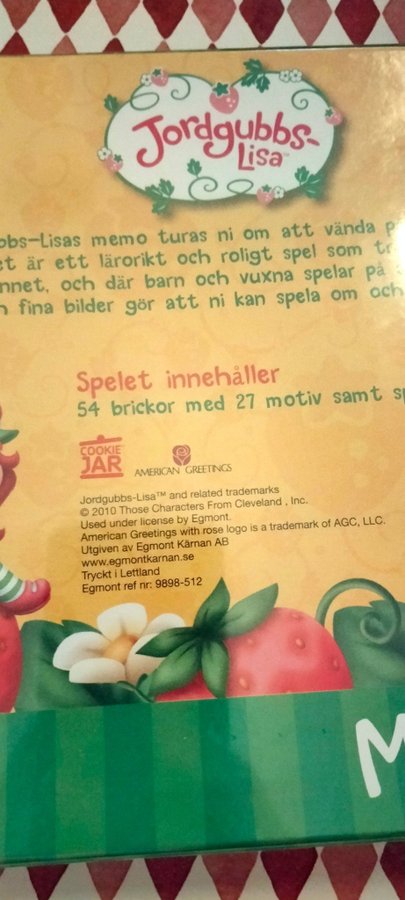 Jordgubbs-
Lisa™
bbs-Lisas memo turas ni om att vända p
et är ett lärorikt och roligt spel som tr
nnet, och där barn och vuxna spelar på
n fina bilder gör att ni kan spela om och
Spelet innehåller
54 brickor med 27 motiv samt sp
COOKIE
JAR
AMERICAN GREETINGS
Jordgubbs-Lisa™ and related trademarks
© 2010 Those Characters From Cleveland , Inc.
Used under license by Egmont.
American Greetings with rose logo is a trademark of AGC, LLC.
Utgiven av Egmont Kärnan AB
www.egmontkarnan.se
Tryckt i Lettland
Egmont ref nr: 9898-512
M